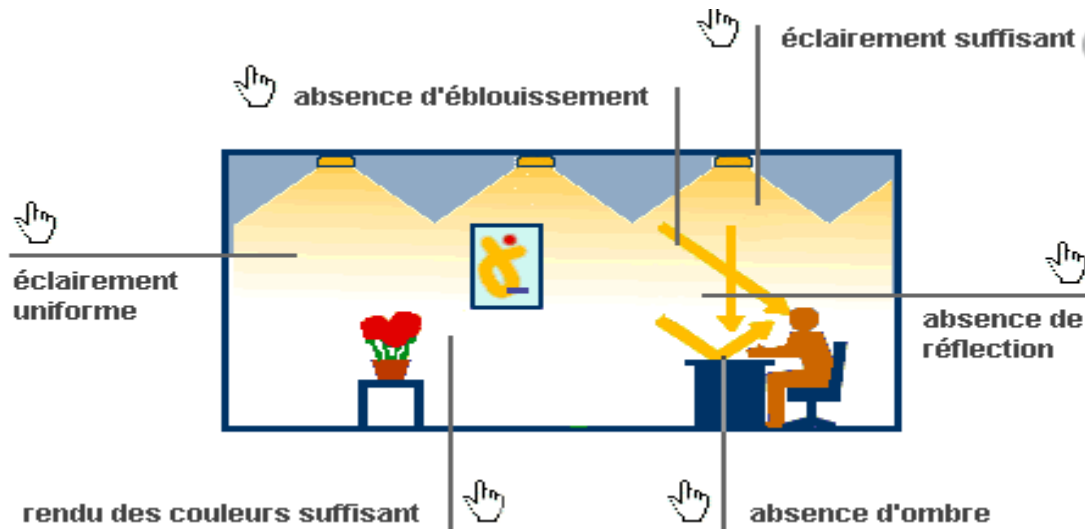 éclairement suffisant
absence d'éblouissement
éclairement
uniforme
absence de
réflection
rendu des couleurs suffisant
absence d'ombre